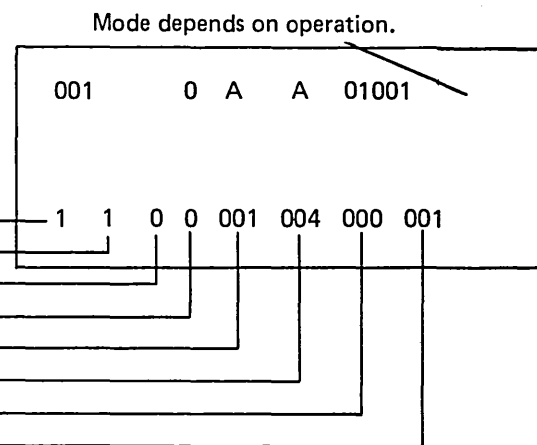 Mode depends on operation.
001 0 A A 01001
1 1 0 0 001 004 000 001